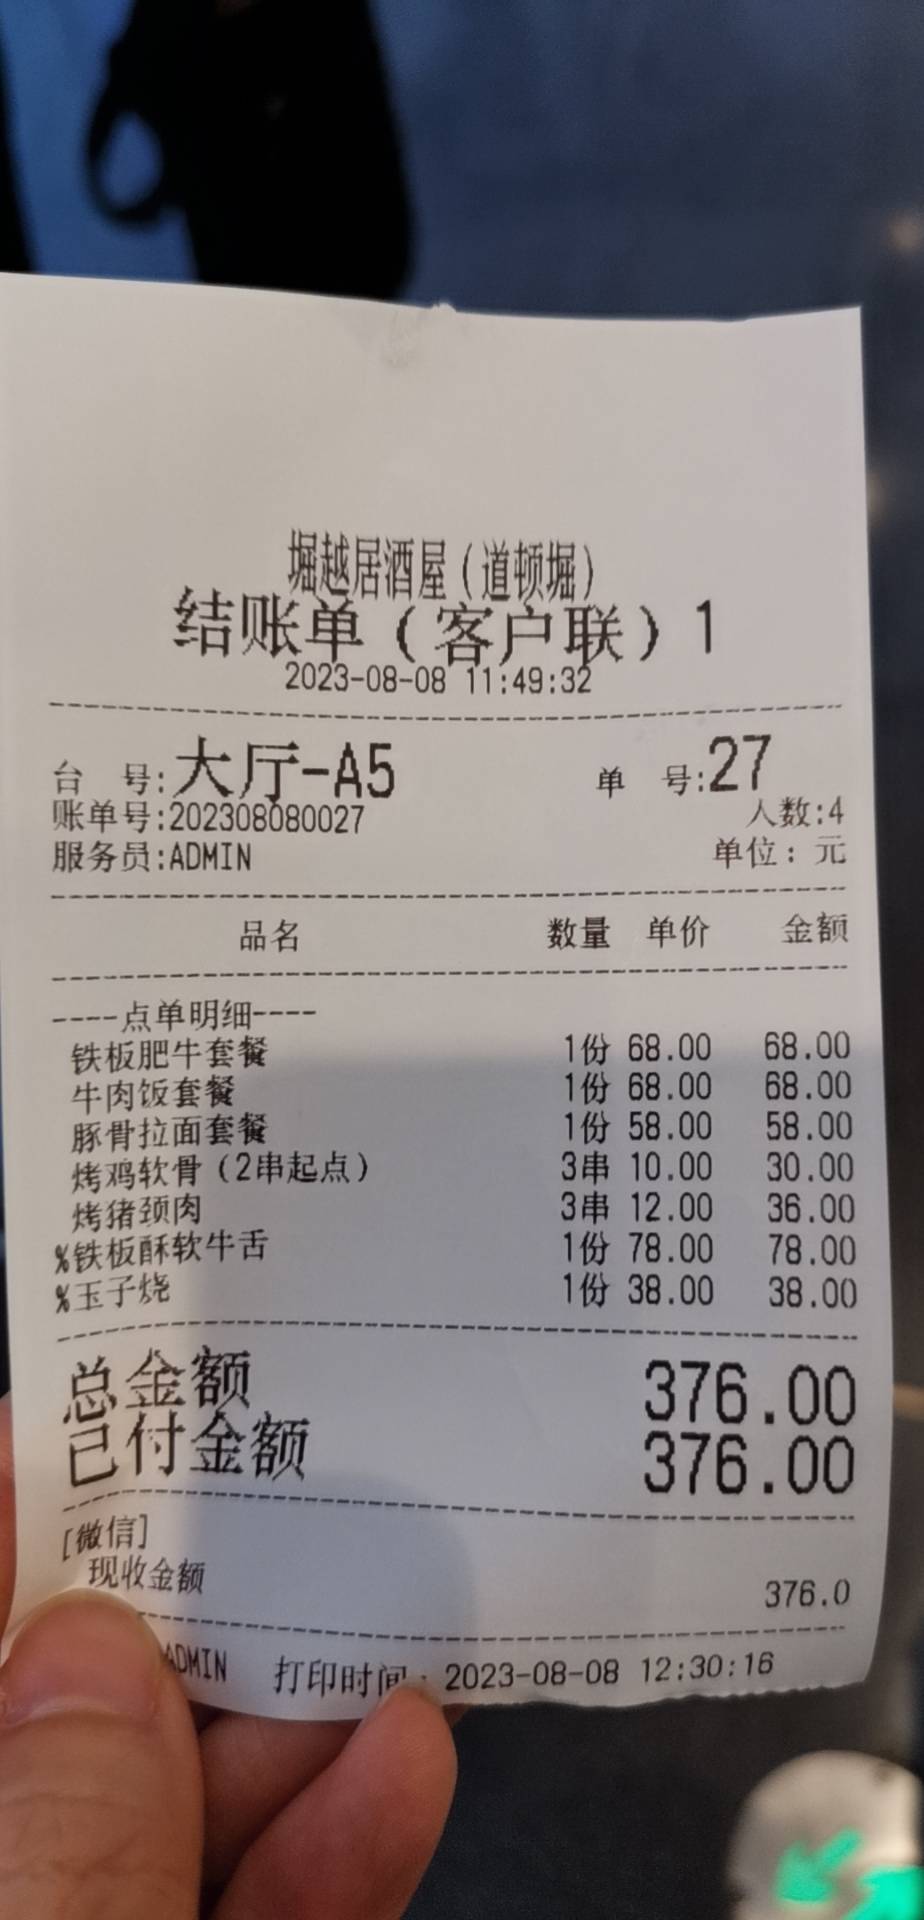 堀越居酒屋(道顿堀)
结账单(客户联)1
2023-08-08 11:49:32
台 号:大厅-A5 单 号:27
账单号:202308080027 人数:4
服务员:ADMIN 单位: 元
品名 数量 单价 金额
----点单明细----
铁板肥牛套餐 1份 68.00 68.00
牛肉饭套餐 1份 68.00 68.00
豚骨拉面套餐 1份 58.00 58.00
烤鸡软骨(2串起点) 3串 10.00 30.00
烤猪颈肉 3串 12.00 36.00
%铁板酥软牛舌 1份 78.00 78.00
%玉子烧 1份 38.00 38.00
总金额 376.00
已付金额 376.00
[微信]
现收金额 376.0
ADMIN 打印时间: 2023-08-08 12:30:16